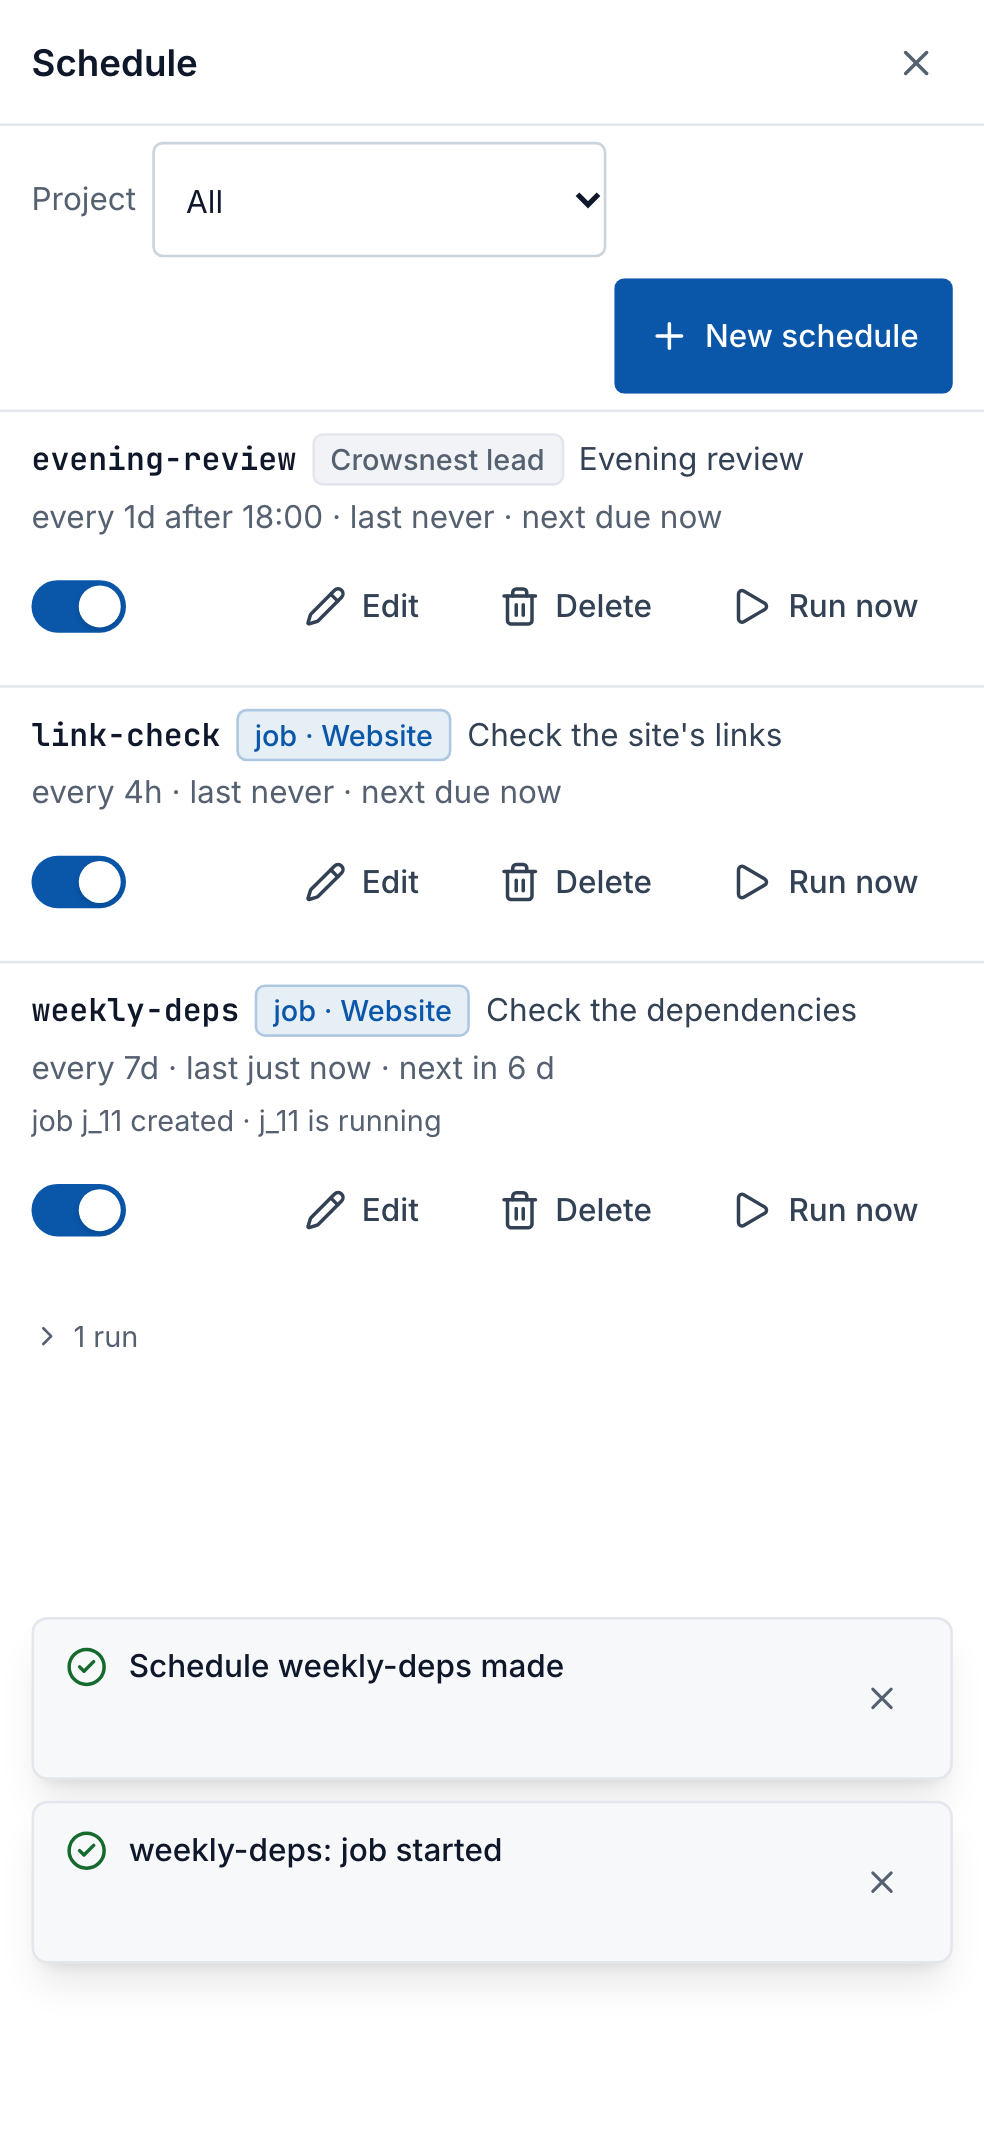 Schedule
Project All
New schedule
evening-review Crowsnest lead Evening review
every 1d after 18:00 · last never · next due now
Edit Delete Run now
link-check job · Website Check the site's links
every 4h · last never · next due now
Edit Delete Run now
weekly-deps job · Website Check the dependencies
every 7d · last just now · next in 6 d
job j_11 created · j_11 is running
Edit Delete Run now
1 run
Schedule weekly-deps made
weekly-deps: job started